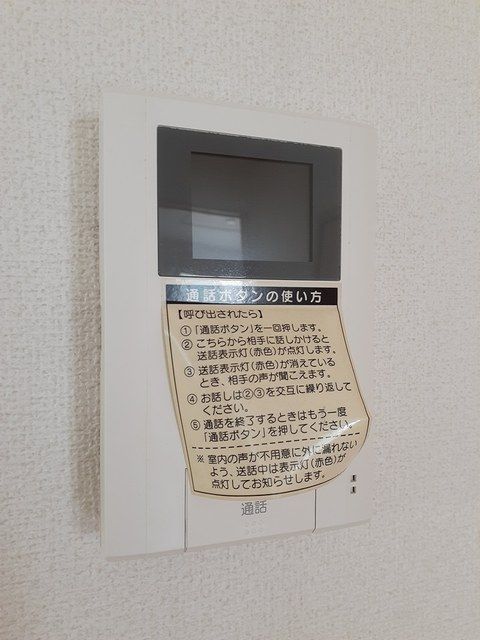 通話ボタンの使い方
【呼び出されたら】
① 「通話ボタン」を一回押します。
② こちらから相手に話しかけると
送話表示灯(赤色)が点灯します。
③ 送話表示灯(赤色)が消えている
とき、相手の声が聞こえます。
④ お話しは②③を交互に繰り返して
ください。
⑤ 通話を終了するときはもう一度
「通話ボタン」を押してください。
※ 室内の声が不用意に外に漏れない
よう、送話中は表示灯(赤色)が
点灯してお知らせします。
通話